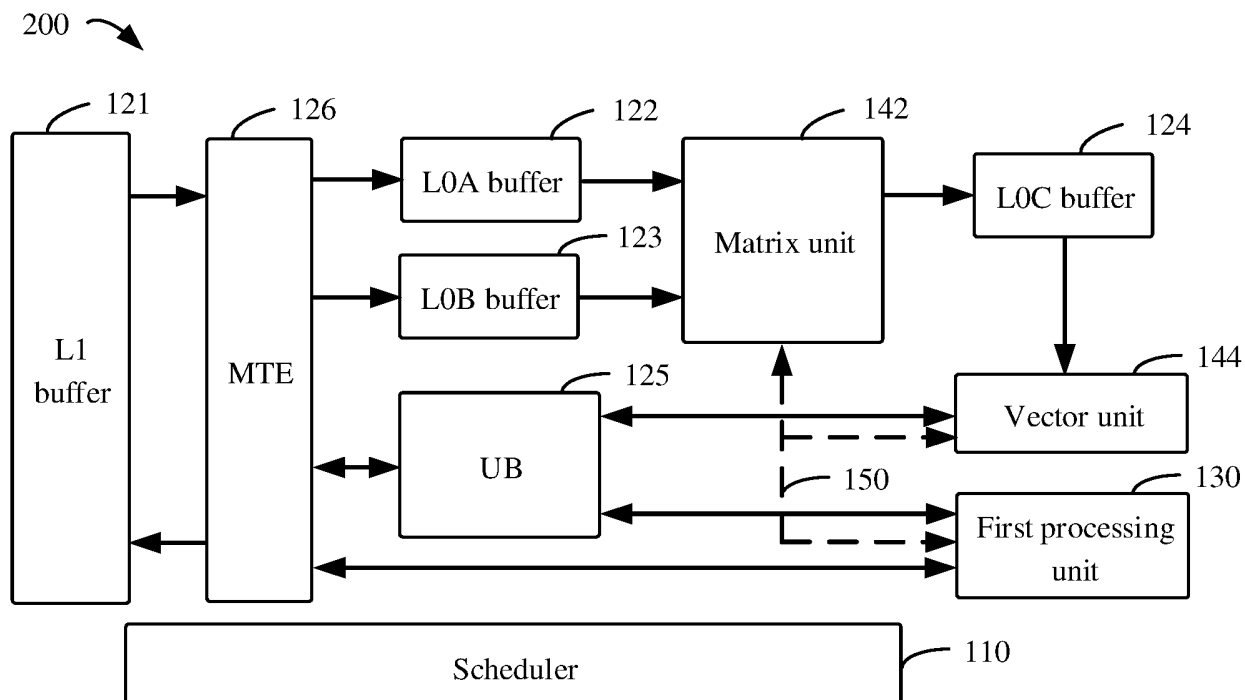 200
121
126
122
142
124
L0A buffer
L0C buffer
123
Matrix unit
L0B buffer
L1
buffer
MTE
125
144
Vector unit
UB
150
130
First processing
unit
110
Scheduler